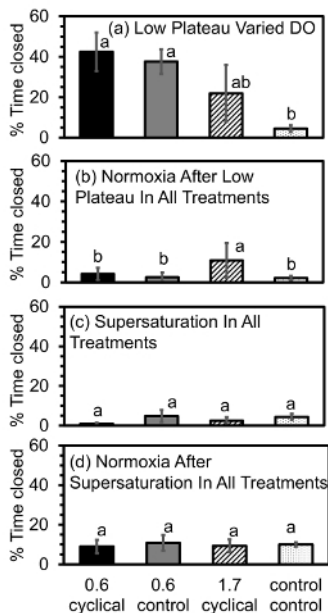 (a) Low Plateau Varied DO
% Time closed
60
40
20
0
a
a
ab
b
(b) Normoxia After Low
Plateau In All Treatments
% Time closed
60
40
20
0
b
b
a
b
(c) Supersaturation In All
Treatments
% Time closed
60
40
20
0
a
a
a
a
(d) Normoxia After
Supersaturation In All Treatments
% Time closed
60
40
20
0
a
a
a
a
0.6 0.6 1.7 control
cyclical control cyclical control